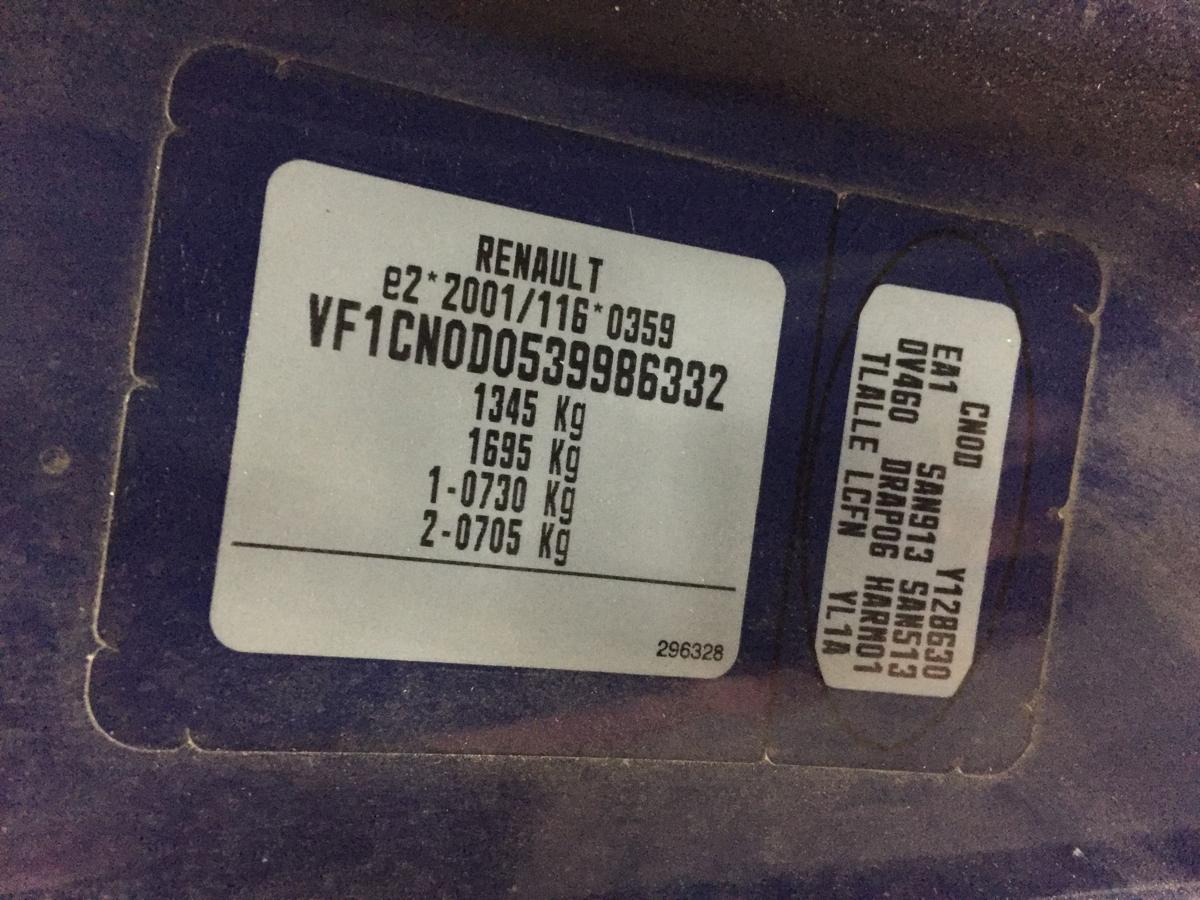 RENAULT
e2*2001/116*0359
VF1CN0D0539986332
1345 Kg
1695 Kg
1-0730 Kg
2-0705 Kg
296328
CNOD Y128630
EA1 SAN913 SAN513
OV460 DRAP06 HARM01
TLALLE LCFN YL1A